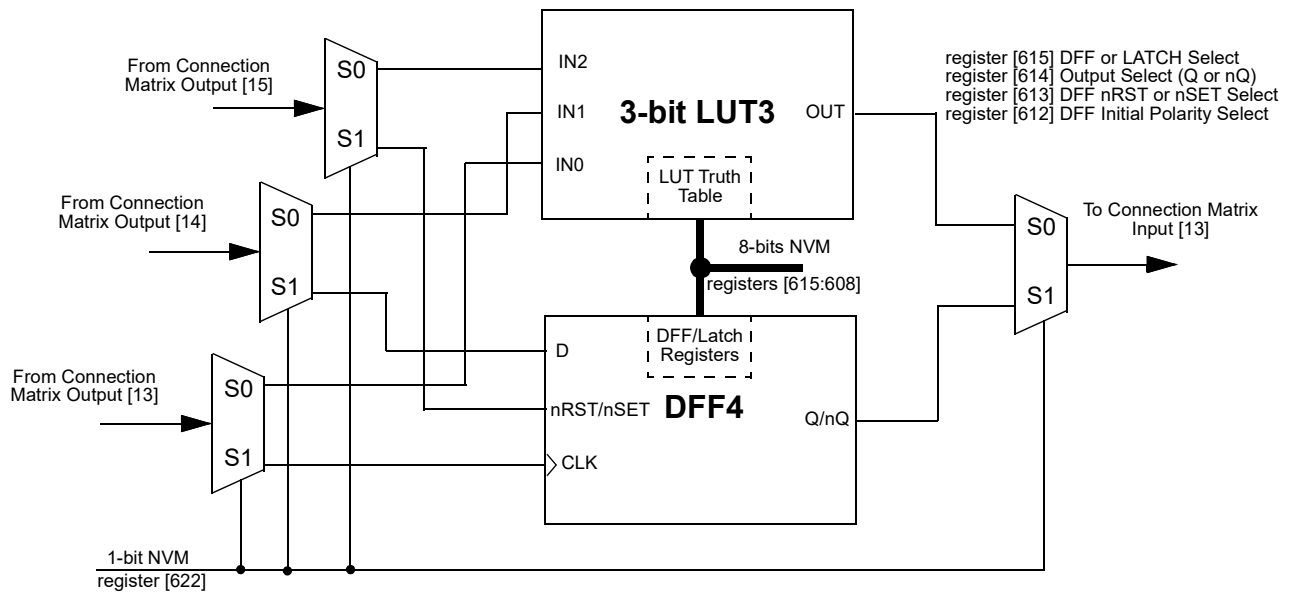 From Connection
Matrix Output [15]
S0
S1
IN2
IN1
IN0
3-bit LUT3
OUT
LUT Truth
Table
register [615] DFF or LATCH Select
register [614] Output Select (Q or nQ)
register [613] DFF nRST or nSET Select
register [612] DFF Initial Polarity Select
From Connection
Matrix Output [14]
S0
S1
8-bits NVM
registers [615:608]
To Connection Matrix
Input [13]
S0
S1
From Connection
Matrix Output [13]
S0
S1
D
nRST/nSET
CLK
DFF/Latch
Registers
DFF4
Q/nQ
1-bit NVM
register [622]